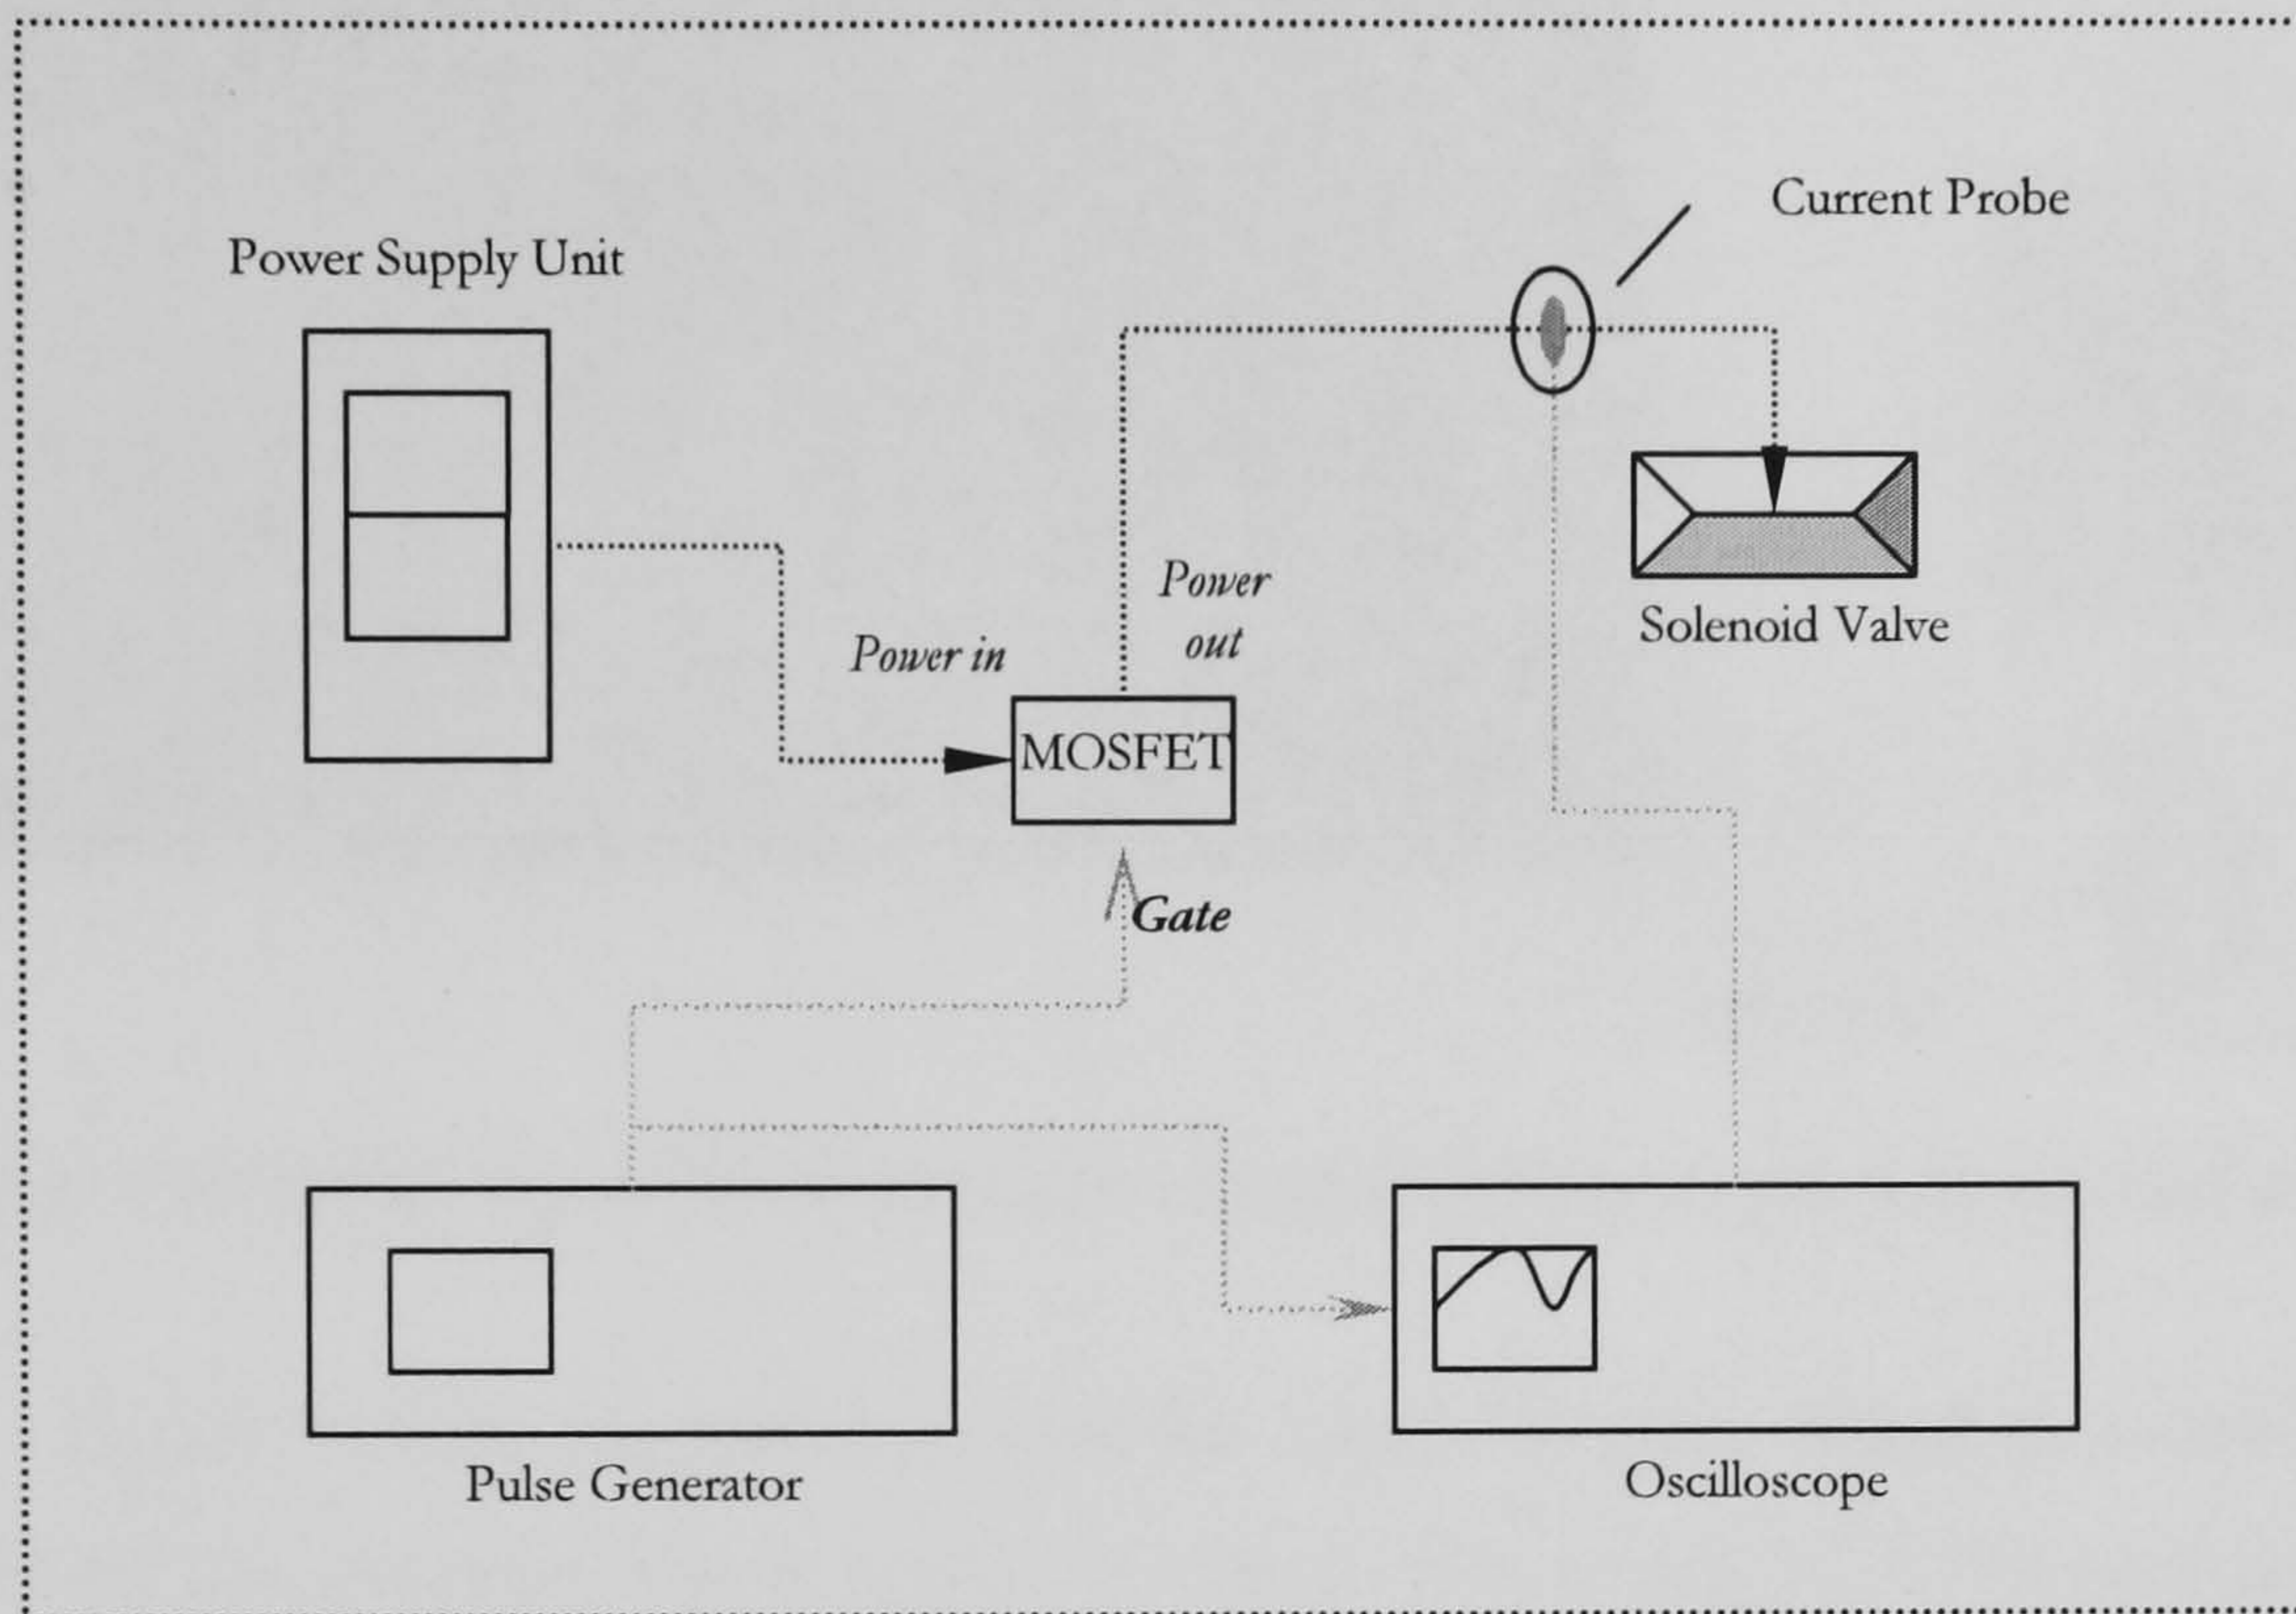 Current Probe
Power Supply Unit
Power
out
Solenoid Valve
Power in
MOSFET
Gate
Pulse Generator
Oscilloscope